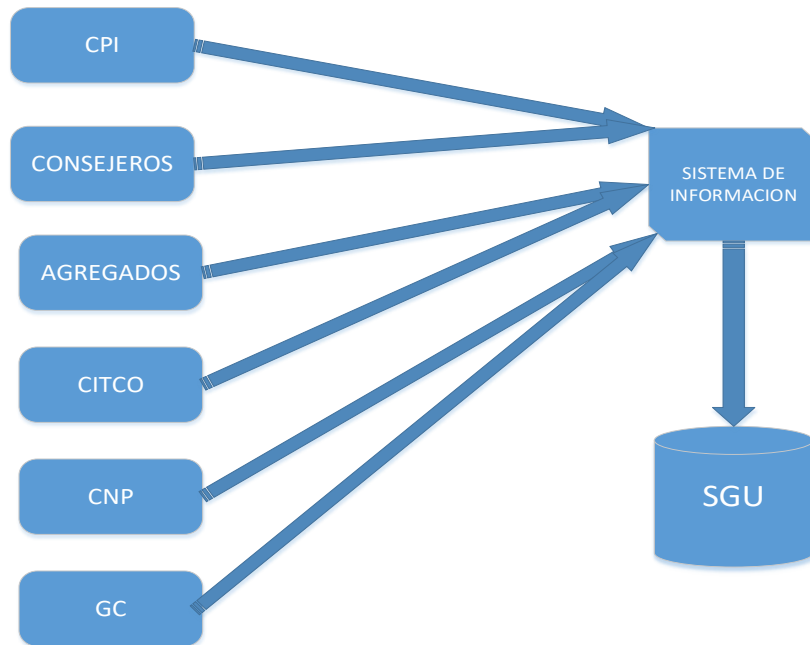 CPI
CONSEJEROS
AGREGADOS
CITCO
CNP
GC
SISTEMA DE
INFORMACION
SGU